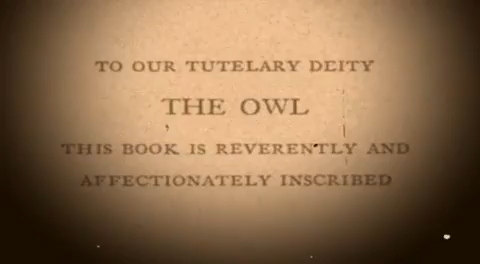 TO OUR TUTELARY DEITY
THE OWL
THIS BOOK IS REVERENTLY AND
AFFECTIONATELY INSCRIBED